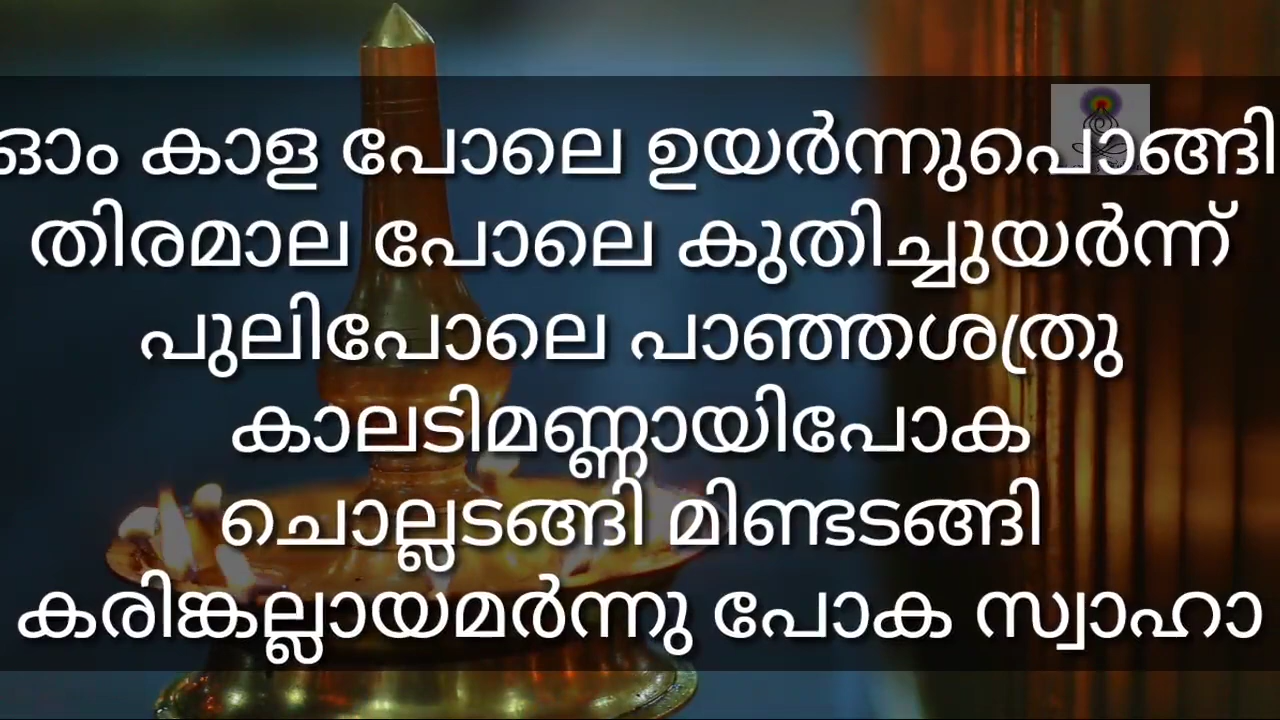 ഓം കാള പോലെ ഉയർന്നുപൊങ്ങി
തിരമാല പോലെ കുതിച്ചുയർന്ന്
പുലിപോലെ പാഞ്ഞശത്രു
കാലടിമണ്ണായിപോക
ചൊല്ലടങ്ങി മിണ്ടടങ്ങി
കരിങ്കല്ലായമർന്നു പോക സ്വാഹാ